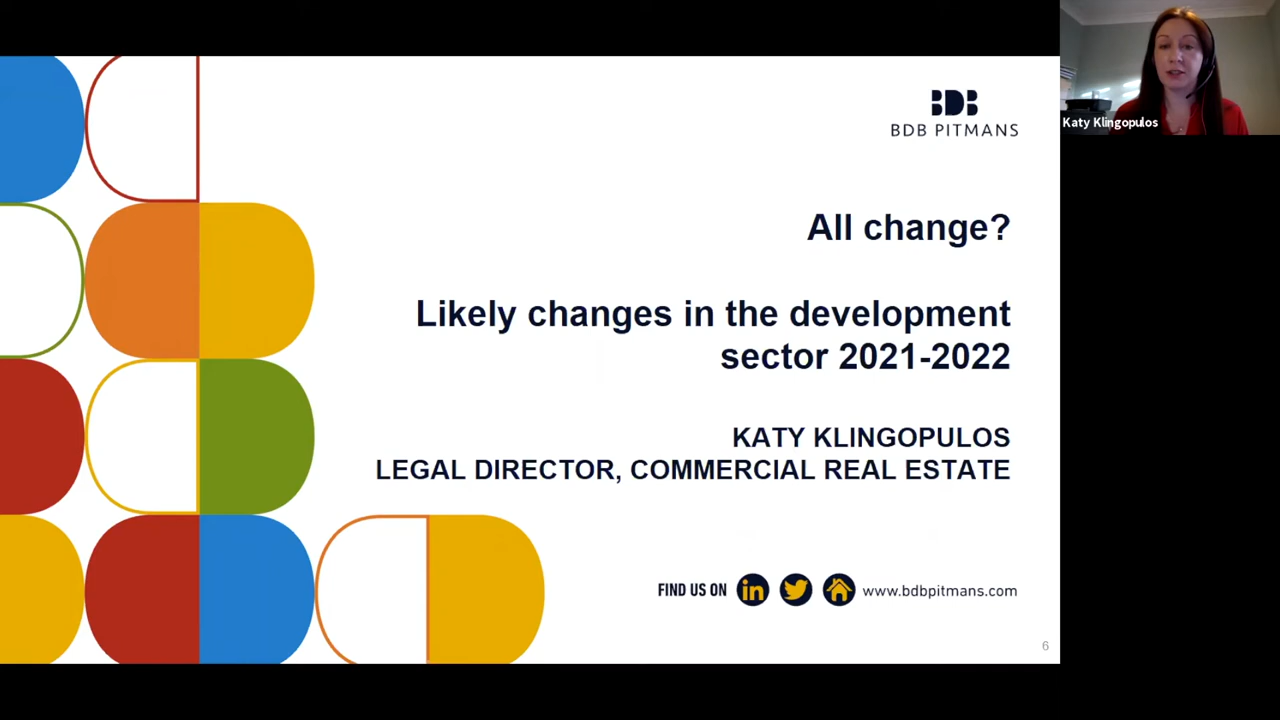 BDB
BDB PITMANS
Katy Klingopulos
All change?
Likely changes in the development
sector 2021-2022
KATY KLINGOPULOS
LEGAL DIRECTOR, COMMERCIAL REAL ESTATE
FIND US ON in www.bdbpitmans.com
6